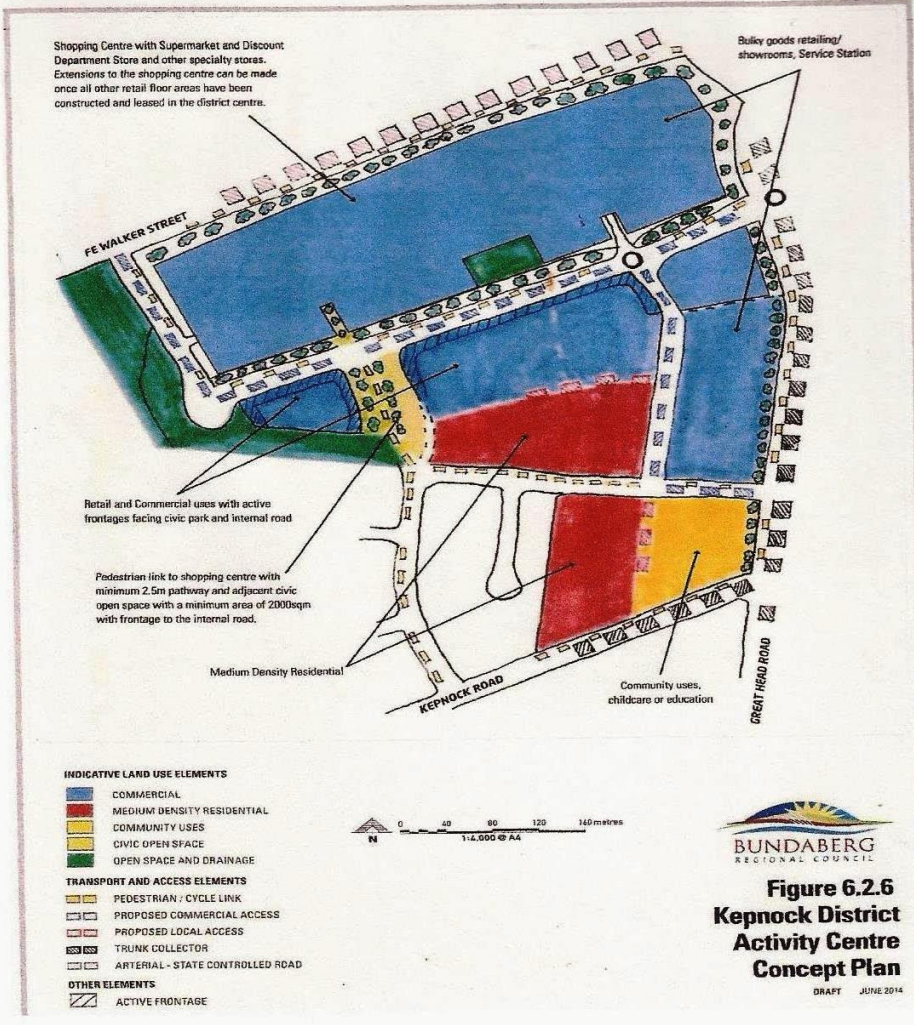 Shopping Centre with Supermarket and Discount
Department Store and other specialty stores.
Extensions to the shopping centre can be made
once all other retail floor areas have been
constructed and leased in the district centre.
Bulky goods retailing/
showrooms, Service Station
FE WALKER STREET
Retail and Commercial uses with active
frontages facing civic park and internal road
Pedestrian link to shopping centre with
minimum 2.5m pathway and adjacent civic
open space with a minimum area of 2000sqm
with frontage to the internal road.
Medium Density Residential
KEPNOCK ROAD
Community uses,
childcare or education
GREAT HEAD ROAD
INDICATIVE LAND USE ELEMENTS
COMMERCIAL
MEDIUM DENSITY RESIDENTIAL
COMMUNITY USES
CIVIC OPEN SPACE
OPEN SPACE AND DRAINAGE
TRANSPORT AND ACCESS ELEMENTS
PEDESTRIAN / CYCLE LINK
PROPOSED COMMERCIAL ACCESS
PROPOSED LOCAL ACCESS
TRUNK COLLECTOR
ARTERIAL - STATE CONTROLLED ROAD
OTHER ELEMENTS
ACTIVE FRONTAGE
N
0 40 80 120 160 metres
1:4,000 @ A4
BUNDABERG
REGIONAL COUNCIL
Figure 6.2.6
Kepnock District
Activity Centre
Concept Plan
DRAFT JUNE 2014